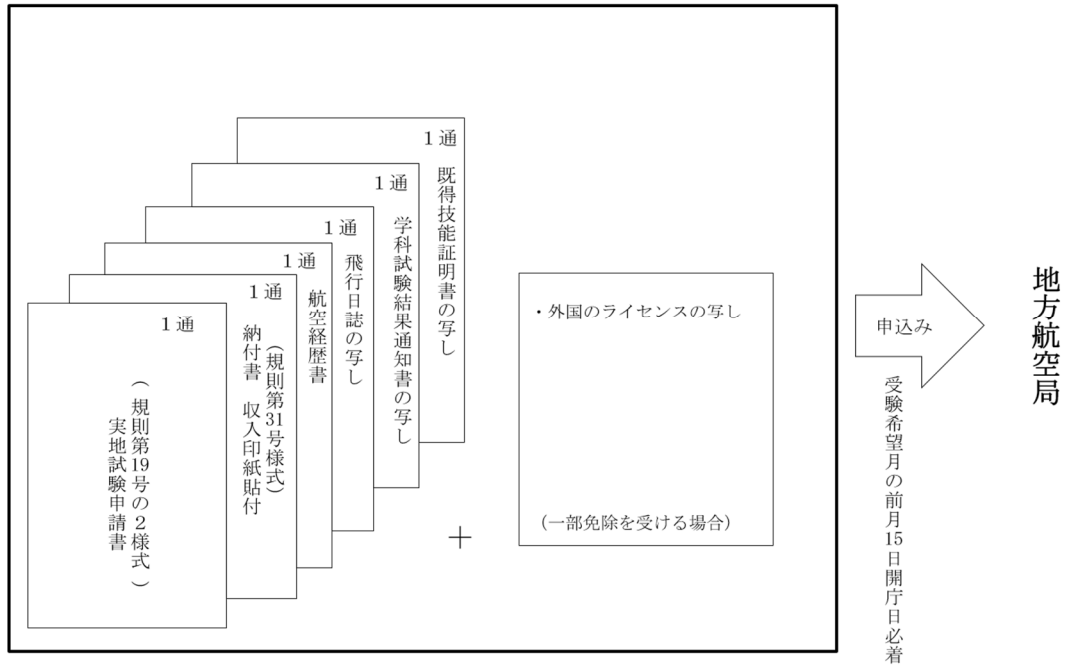 1通
既得技能証明書の写し
1通
学科試験結果通知書の写し
1通
飛行日誌の写し
1通
航空経歴書
1通
（規則第31号様式）
納付書 収入印紙貼付
1通
（規則第19号の2様式）
実地試験申請書
+
・外国のライセンスの写し
（一部免除を受ける場合）
申込み
受験希望月の前月15日開庁日必着
地方航空局